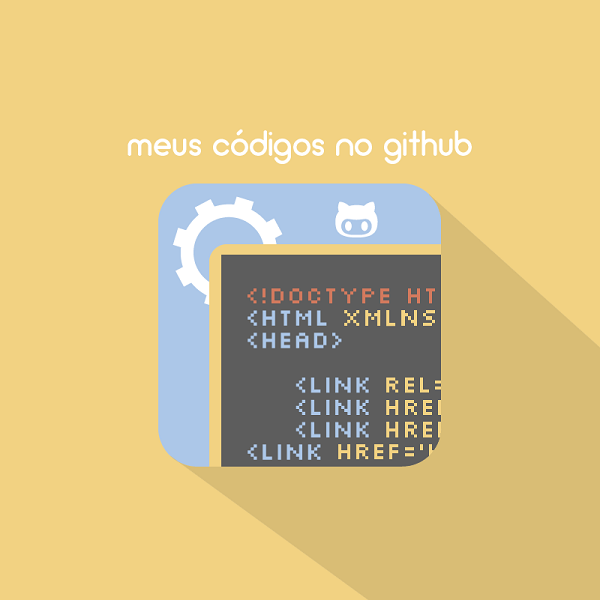 meus códigos no github
<!DOCTYPE HT
<HTML XMLNS
<HEAD>
<LINK REL=
<LINK HREF
<LINK HREF
<LINK HREF='